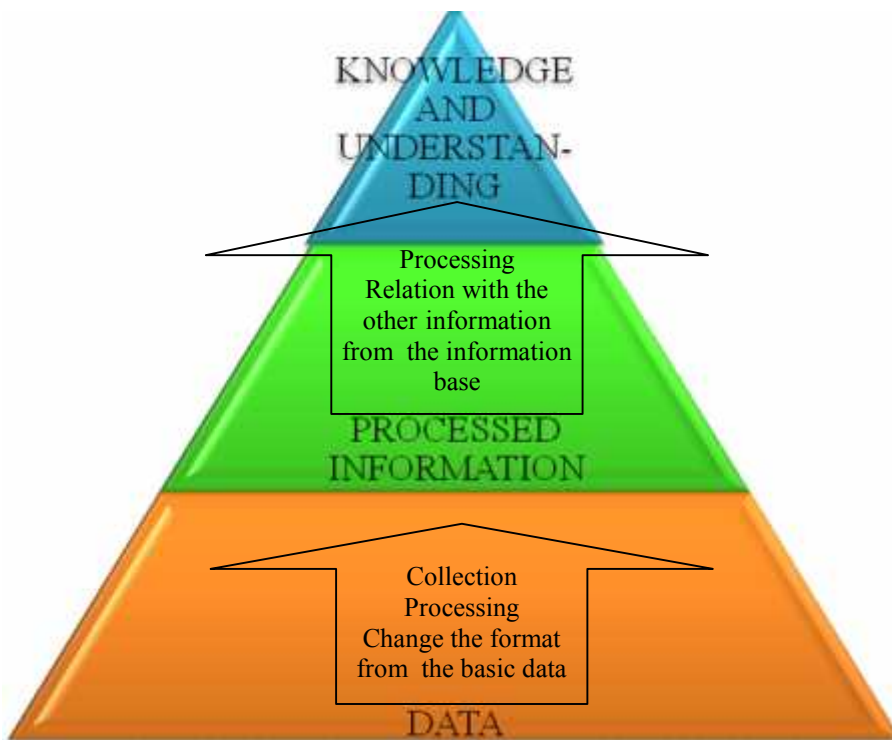 KNOWLEDGE
AND
UNDERSTAN-
DING
Processing
Relation with the
other information
from the information
base
PROCESSED
INFORMATION
Collection
Processing
Change the format
from the basic data
DATA